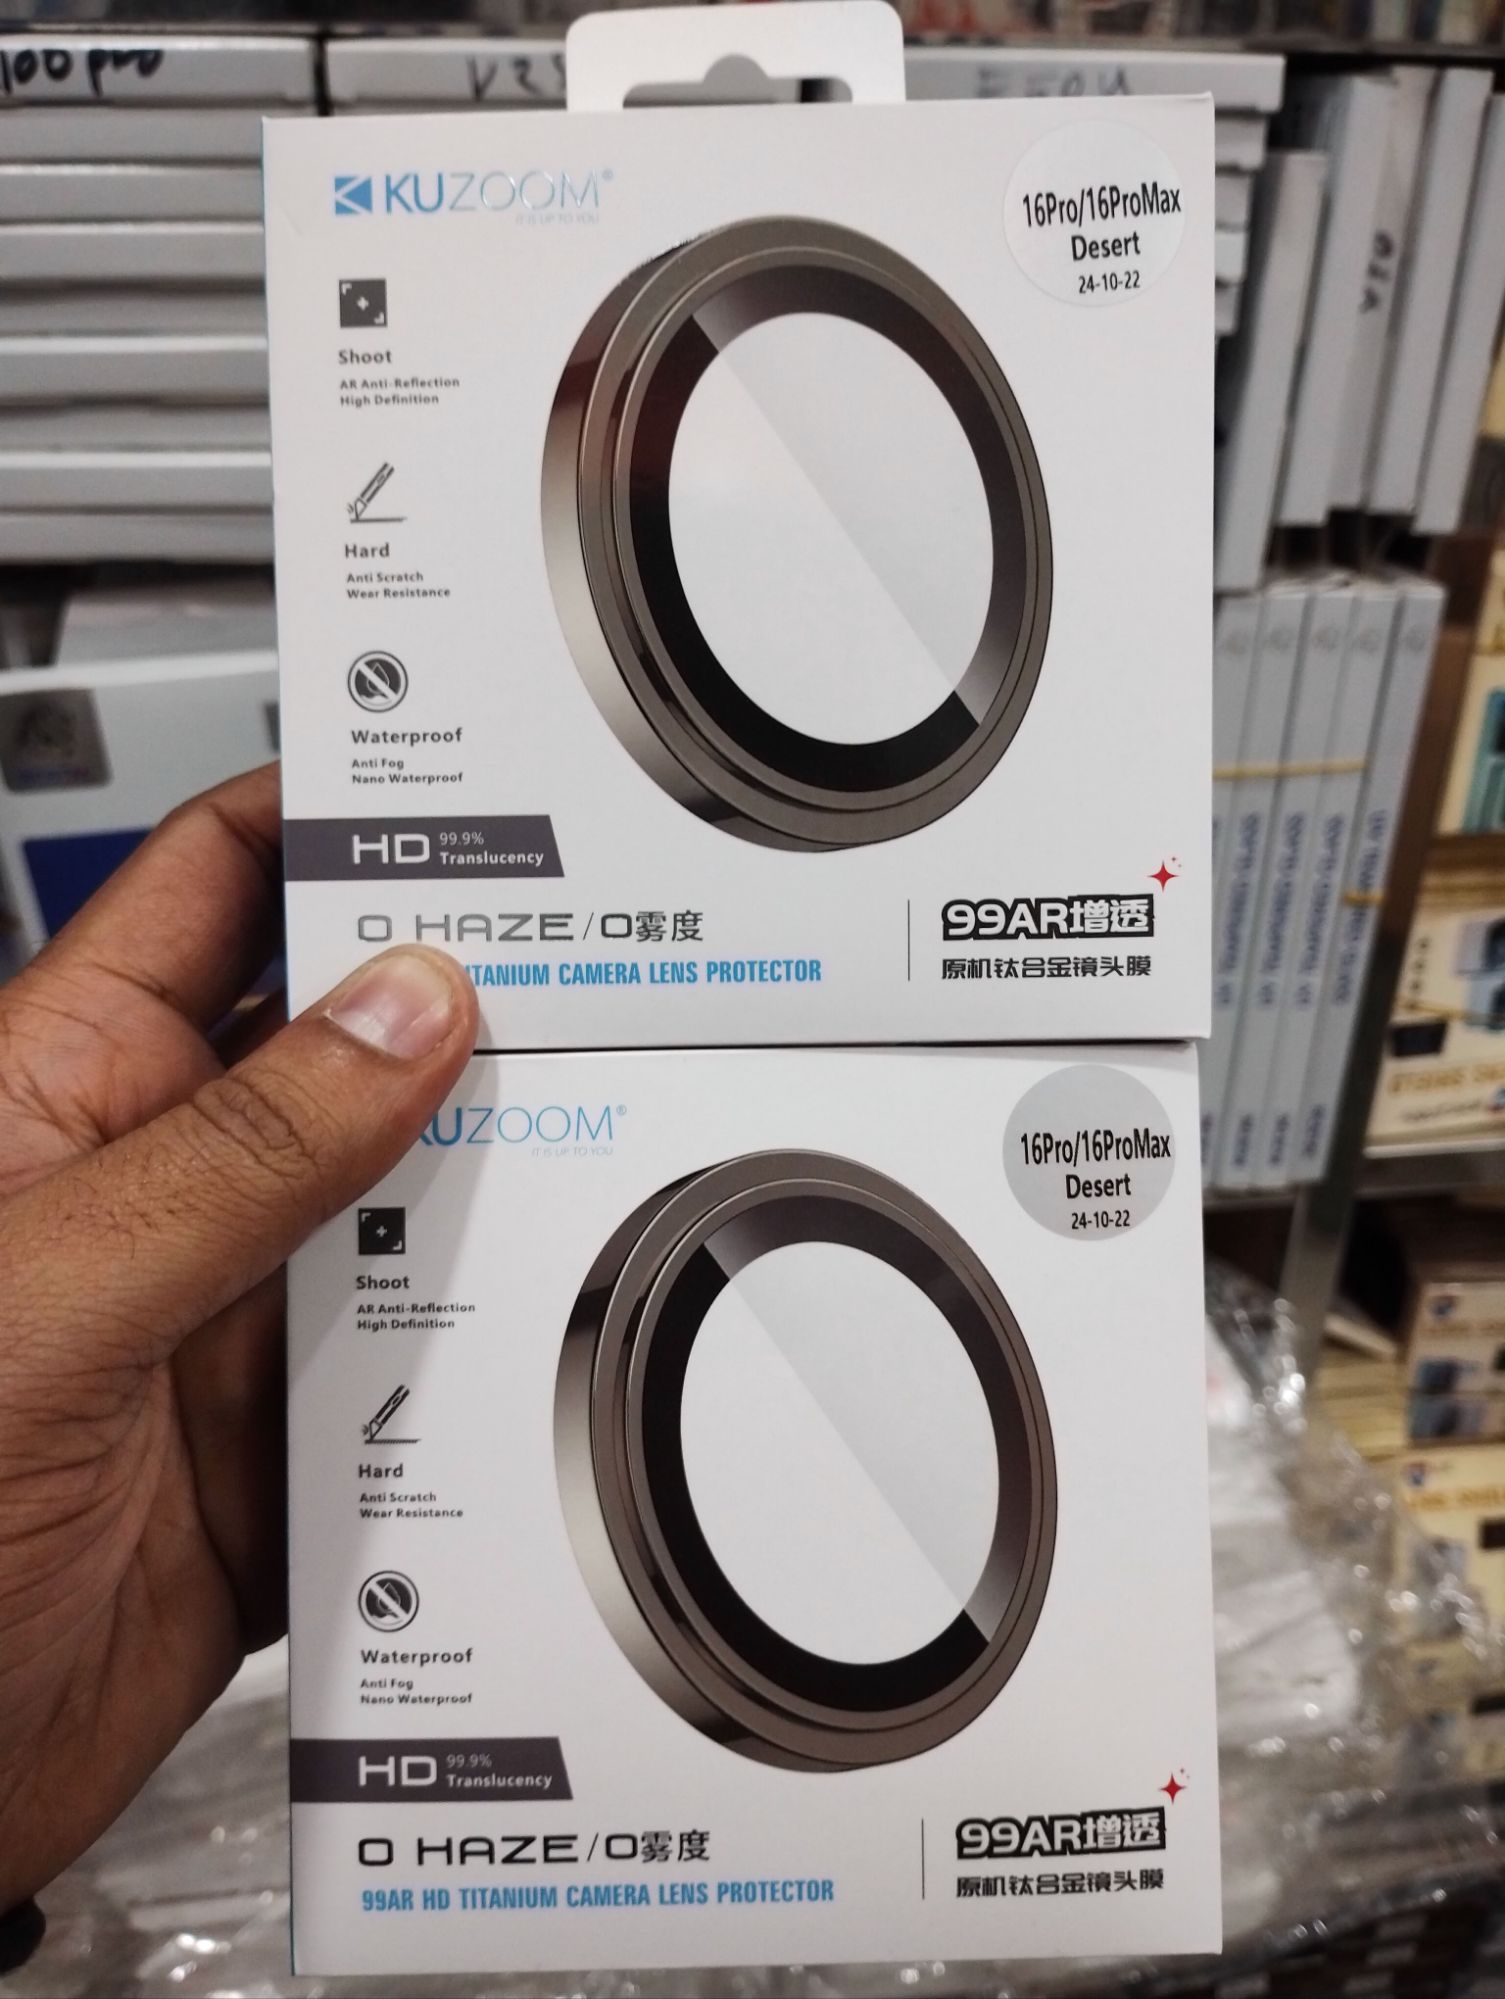 100 pro
KUZOOM®
IT IS UP TO YOU
16Pro/16ProMax
Desert
24-10-22
Shoot
AR Anti-Reflection
High Definition
Hard
Anti Scratch
Wear Resistance
Waterproof
Anti Fog
Nano Waterproof
HD 99.9%
Translucency
O HAZE/O雾度
TITANIUM CAMERA LENS PROTECTOR
99AR增透
原机钛合金镜头膜
KUZOOM®
IT IS UP TO YOU
16Pro/16ProMax
Desert
24-10-22
Shoot
AR Anti-Reflection
High Definition
Hard
Anti Scratch
Wear Resistance
Waterproof
Anti Fog
Nano Waterproof
HD 99.9%
Translucency
O HAZE/O雾度
99AR HD TITANIUM CAMERA LENS PROTECTOR
99AR增透
原机钛合金镜头膜